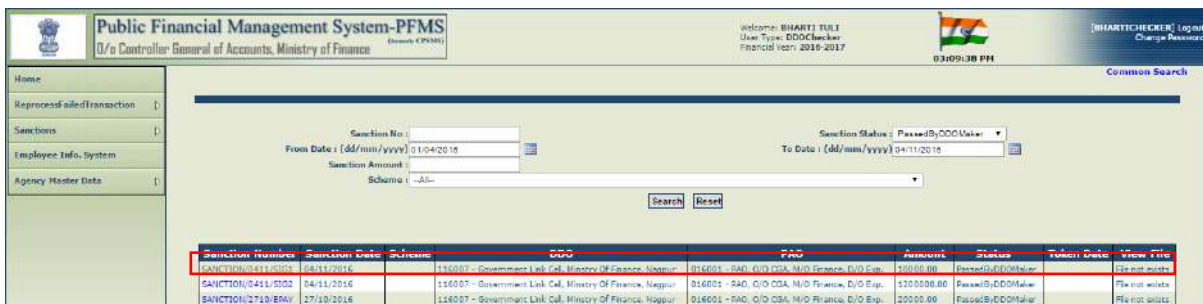 Public Financial Management System-PFMS
(formerly CPSMS)
O/o Controller General of Accounts, Ministry of Finance
Welcome: BHARTI TULI
User Type: DDOChecker
Financial Year: 2016-2017
03:09:38 PM
[BHARTICHECKER] Logout
Change Password
Common Search
Home
ReprocessFailedTransaction
Sanctions
Employee Info. System
Agency Master Data
Sanction No :
Sanction Status : PassedByDDOMaker
From Date : (dd/mm/yyyy) 01/04/2016
To Date : (dd/mm/yyyy) 04/11/2016
Sanction Amount :
Scheme : --All--
Search Reset
Sanction Number Sanction Date Scheme DDO PAO Amount Status Token Date View File
SANCTION/0411/SIG1 04/11/2016 116007 - Government Link Cell, Minstry Of Finance, Nagpur 016001 - PAO, O/O CGA, M/O Finance, D/O Exp. 10000.00 PassedByDDOMaker File not exists
SANCTION/0411/SIG2 04/11/2016 116007 - Government Link Cell, Minstry Of Finance, Nagpur 016001 - PAO, O/O CGA, M/O Finance, D/O Exp. 1200000.00 PassedByDDOMaker File not exists
SANCTION/2710/EPAY 27/10/2016 116007 - Government Link Cell, Minstry Of Finance, Nagpur 016001 - PAO, O/O CGA, M/O Finance, D/O Exp. 20000.00 PassedByDDOMaker File not exists